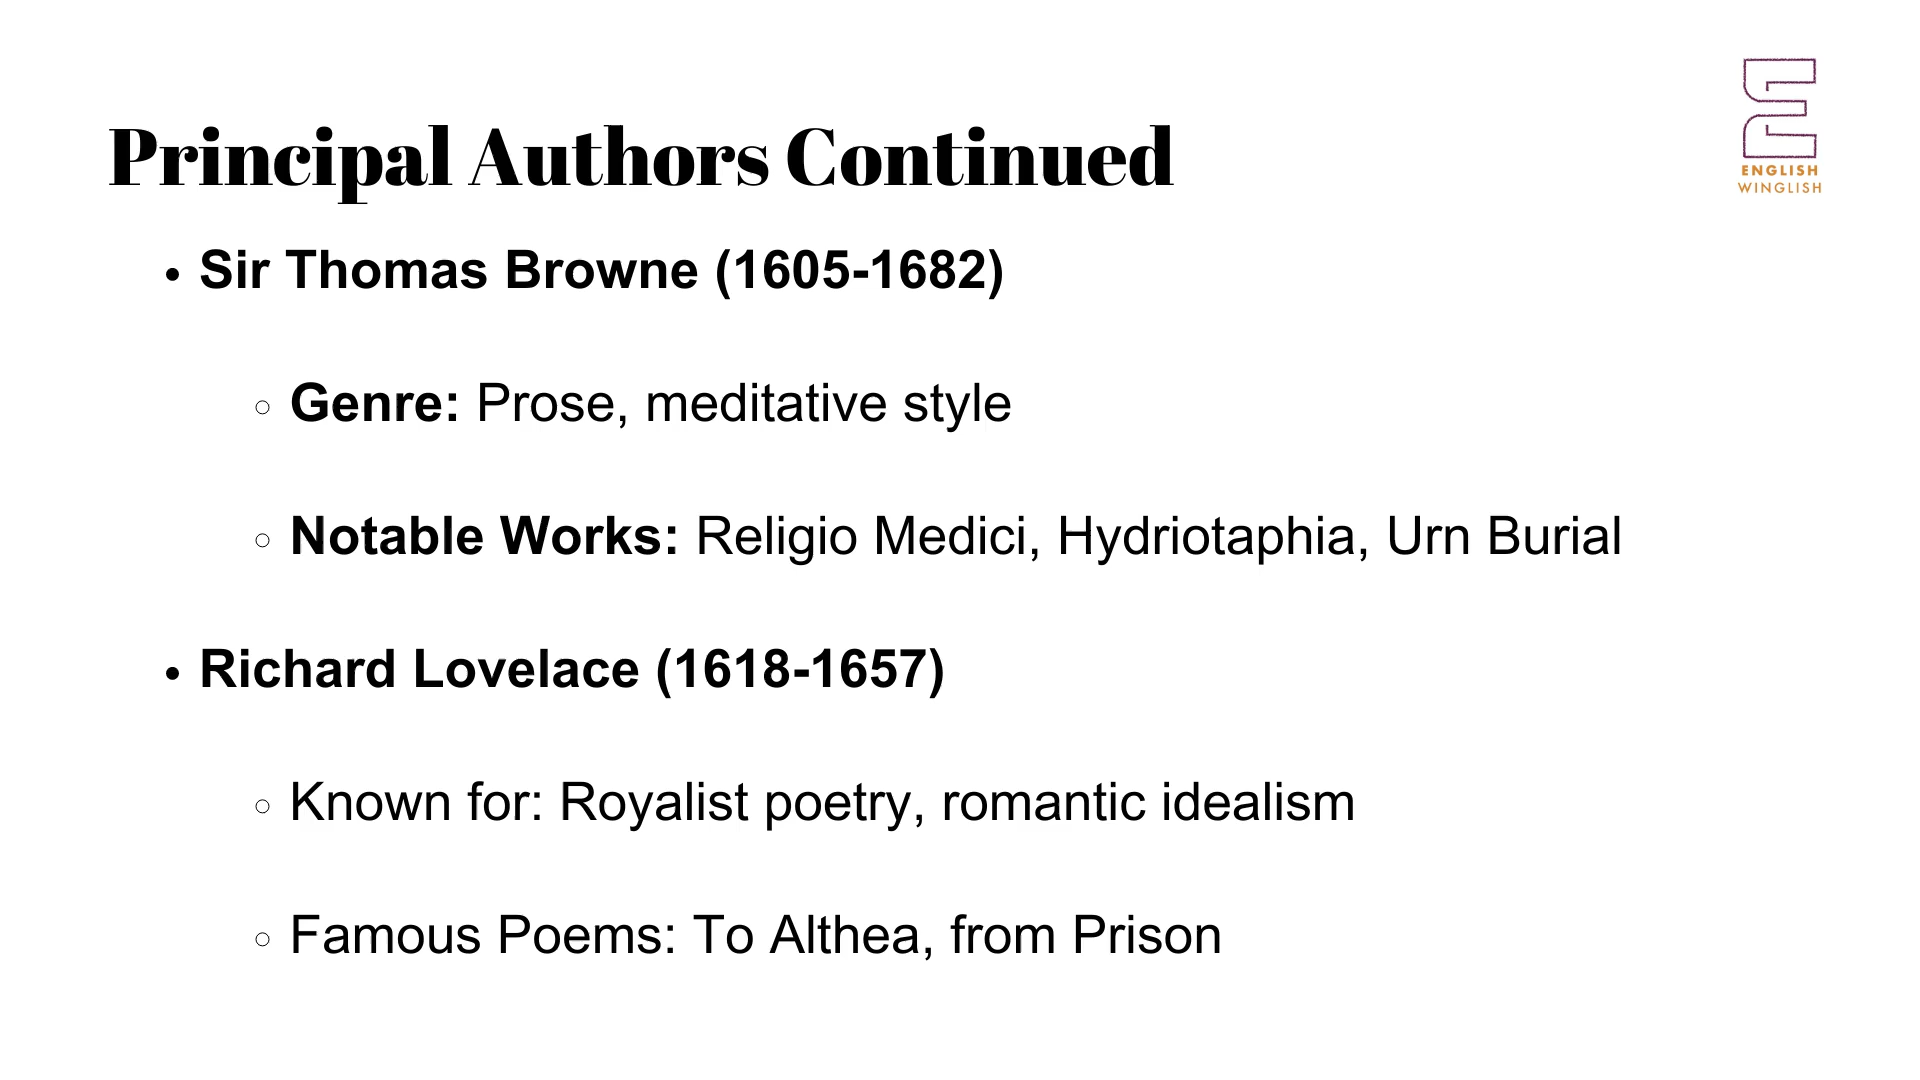 Principal Authors Continued
ENGLISH
WINGLISH
• Sir Thomas Browne (1605-1682)
○ Genre: Prose, meditative style
○ Notable Works: Religio Medici, Hydriotaphia, Urn Burial
• Richard Lovelace (1618-1657)
○ Known for: Royalist poetry, romantic idealism
○ Famous Poems: To Althea, from Prison